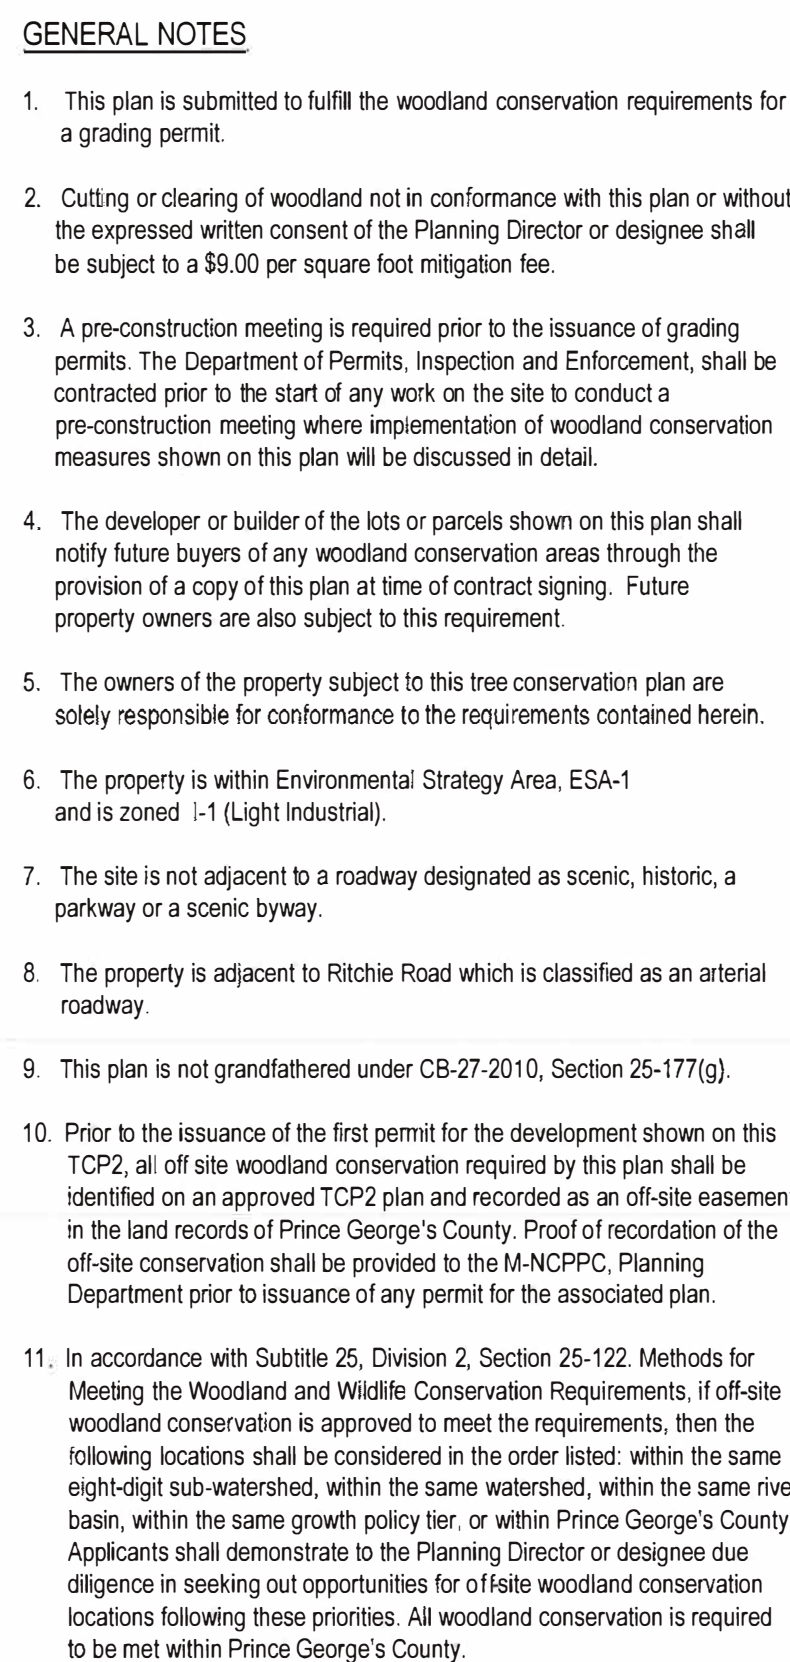 GENERAL NOTES
1. This plan is submitted to fulfill the woodland conservation requirements for
a grading permit.
2. Cutting or clearing of woodland not in conformance with this plan or without
the expressed written consent of the Planning Director or designee shall
be subject to a $9.00 per square foot mitigation fee.
3. A pre-construction meeting is required prior to the issuance of grading
permits. The Department of Permits, Inspection and Enforcement, shall be
contracted prior to the start of any work on the site to conduct a
pre-construction meeting where implementation of woodland conservation
measures shown on this plan will be discussed in detail.
4. The developer or builder of the lots or parcels shown on this plan shall
notify future buyers of any woodland conservation areas through the
provision of a copy of this plan at time of contract signing. Future
property owners are also subject to this requirement.
5. The owners of the property subject to this tree conservation plan are
solely responsible for conformance to the requirements contained herein.
6. The property is within Environmental Strategy Area, ESA-1
and is zoned I-1 (Light Industrial).
7. The site is not adjacent to a roadway designated as scenic, historic, a
parkway or a scenic byway.
8. The property is adjacent to Ritchie Road which is classified as an arterial
roadway.
9. This plan is not grandfathered under CB-27-2010, Section 25-177(g).
10. Prior to the issuance of the first permit for the development shown on this
TCP2, all off site woodland conservation required by this plan shall be
identified on an approved TCP2 plan and recorded as an off-site easemen
in the land records of Prince George's County. Proof of recordation of the
off-site conservation shall be provided to the M-NCPPC, Planning
Department prior to issuance of any permit for the associated plan.
11. In accordance with Subtitle 25, Division 2, Section 25-122. Methods for
Meeting the Woodland and Wildlife Conservation Requirements, if off-site
woodland conservation is approved to meet the requirements, then the
following locations shall be considered in the order listed: within the same
eight-digit sub-watershed, within the same watershed, within the same rive
basin, within the same growth policy tier, or within Prince George's County
Applicants shall demonstrate to the Planning Director or designee due
diligence in seeking out opportunities for off-site woodland conservation
locations following these priorities. All woodland conservation is required
to be met within Prince George's County.